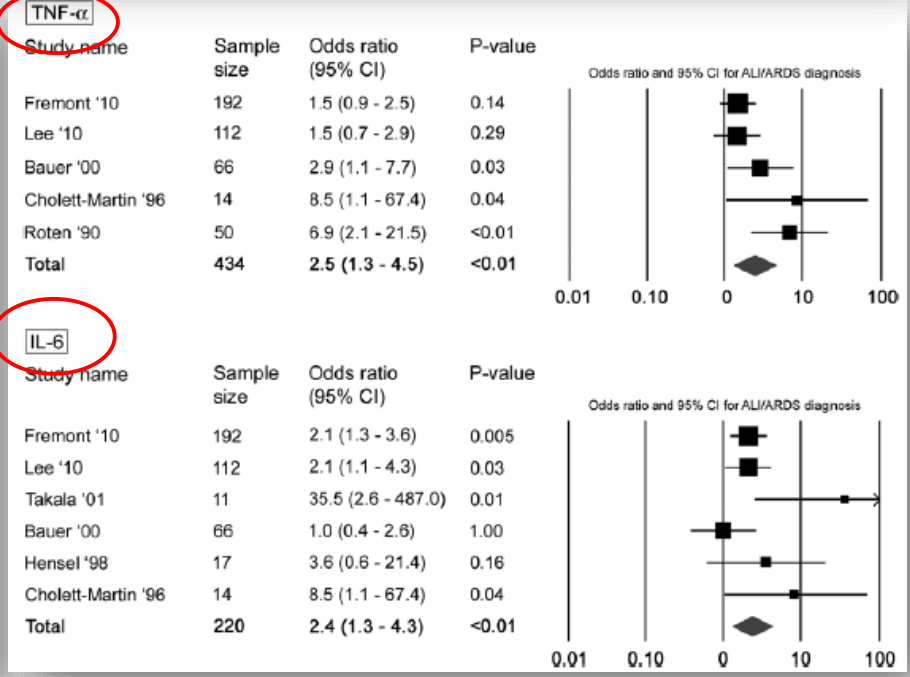 TNF-α
Study name Sample size Odds ratio (95% CI) P-value
Odds ratio and 95% CI for ALI/ARDS diagnosis
Fremont '10 192 1.5 (0.9 - 2.5) 0.14
Lee '10 112 1.5 (0.7 - 2.9) 0.29
Bauer '00 66 2.9 (1.1 - 7.7) 0.03
Cholett-Martin '96 14 8.5 (1.1 - 67.4) 0.04
Roten '90 50 6.9 (2.1 - 21.5) <0.01
Total 434 2.5 (1.3 - 4.5) <0.01
0.01 0.10 0 10 100
IL-6
Study name Sample size Odds ratio (95% CI) P-value
Odds ratio and 95% CI for ALI/ARDS diagnosis
Fremont '10 192 2.1 (1.3 - 3.6) 0.005
Lee '10 112 2.1 (1.1 - 4.3) 0.03
Takala '01 11 35.5 (2.6 - 487.0) 0.01
Bauer '00 66 1.0 (0.4 - 2.6) 1.00
Hensel '98 17 3.6 (0.6 - 21.4) 0.16
Cholett-Martin '96 14 8.5 (1.1 - 67.4) 0.04
Total 220 2.4 (1.3 - 4.3) <0.01
0.01 0.10 0 10 100